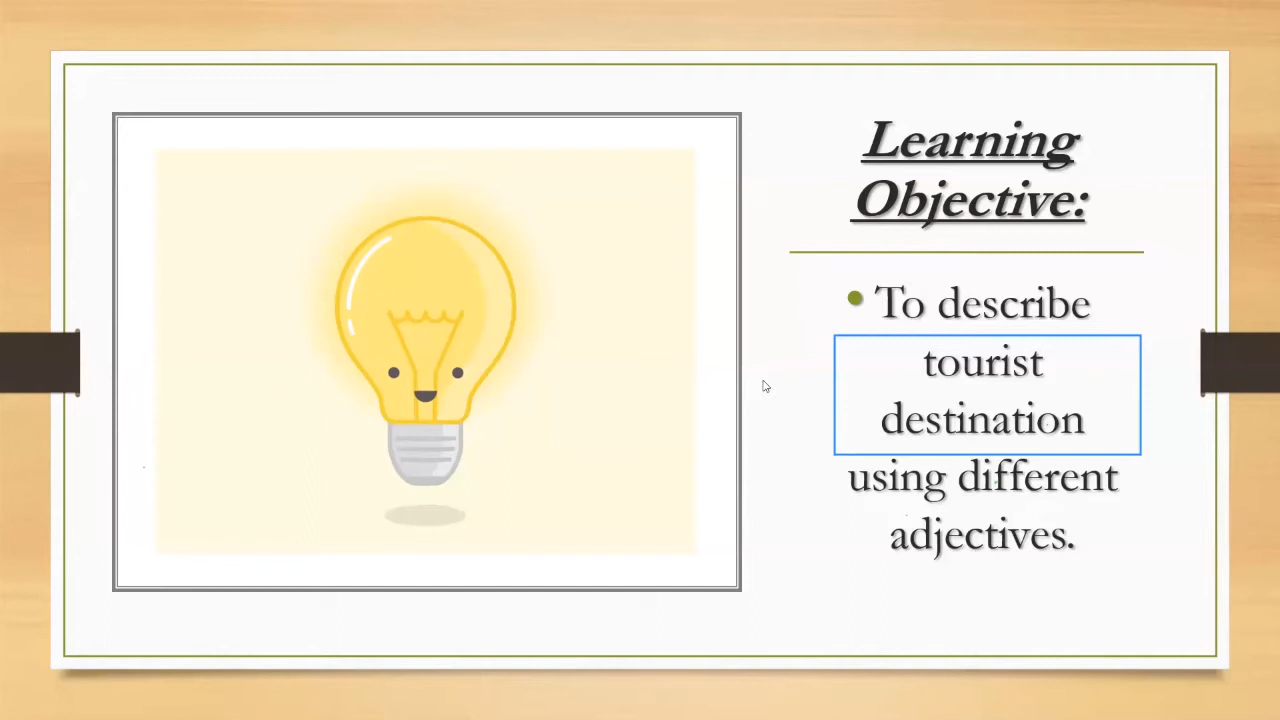 Learning
Objective:
• To describe
tourist
destination
using different
adjectives.